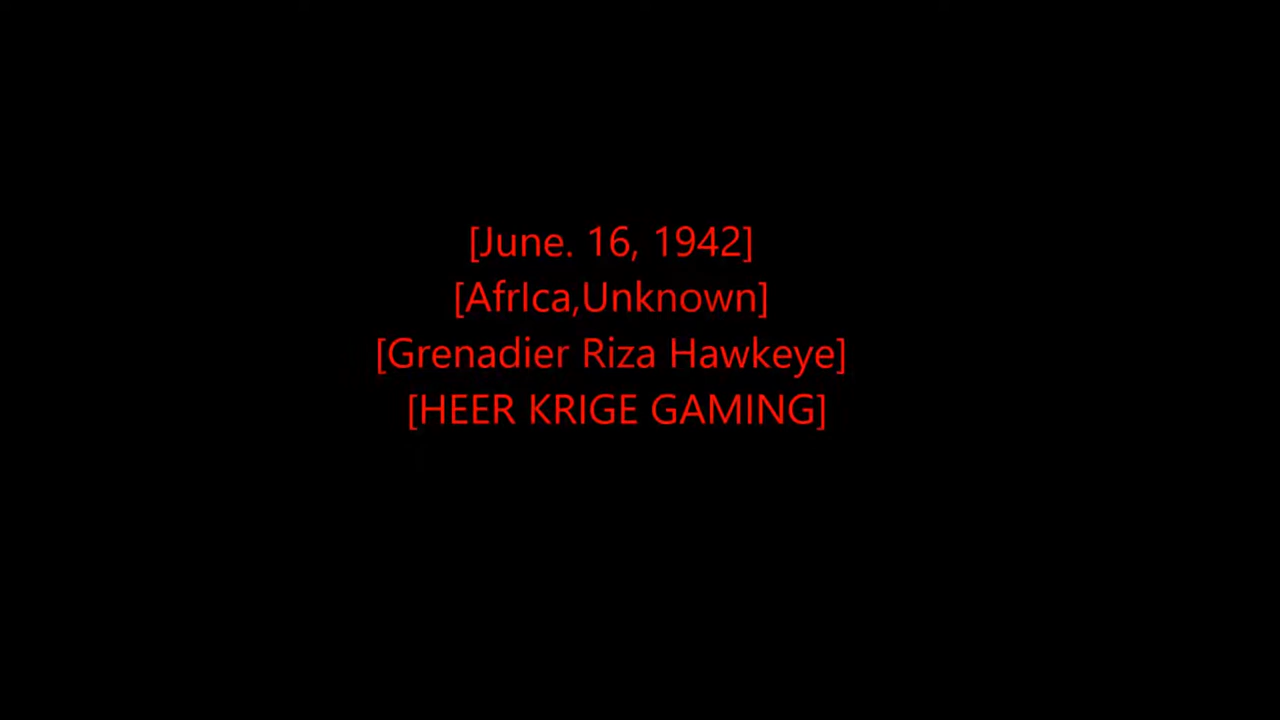 [June. 16, 1942]
[AfrIca,Unknown]
[Grenadier Riza Hawkeye]
[HEER KRIGE GAMING]